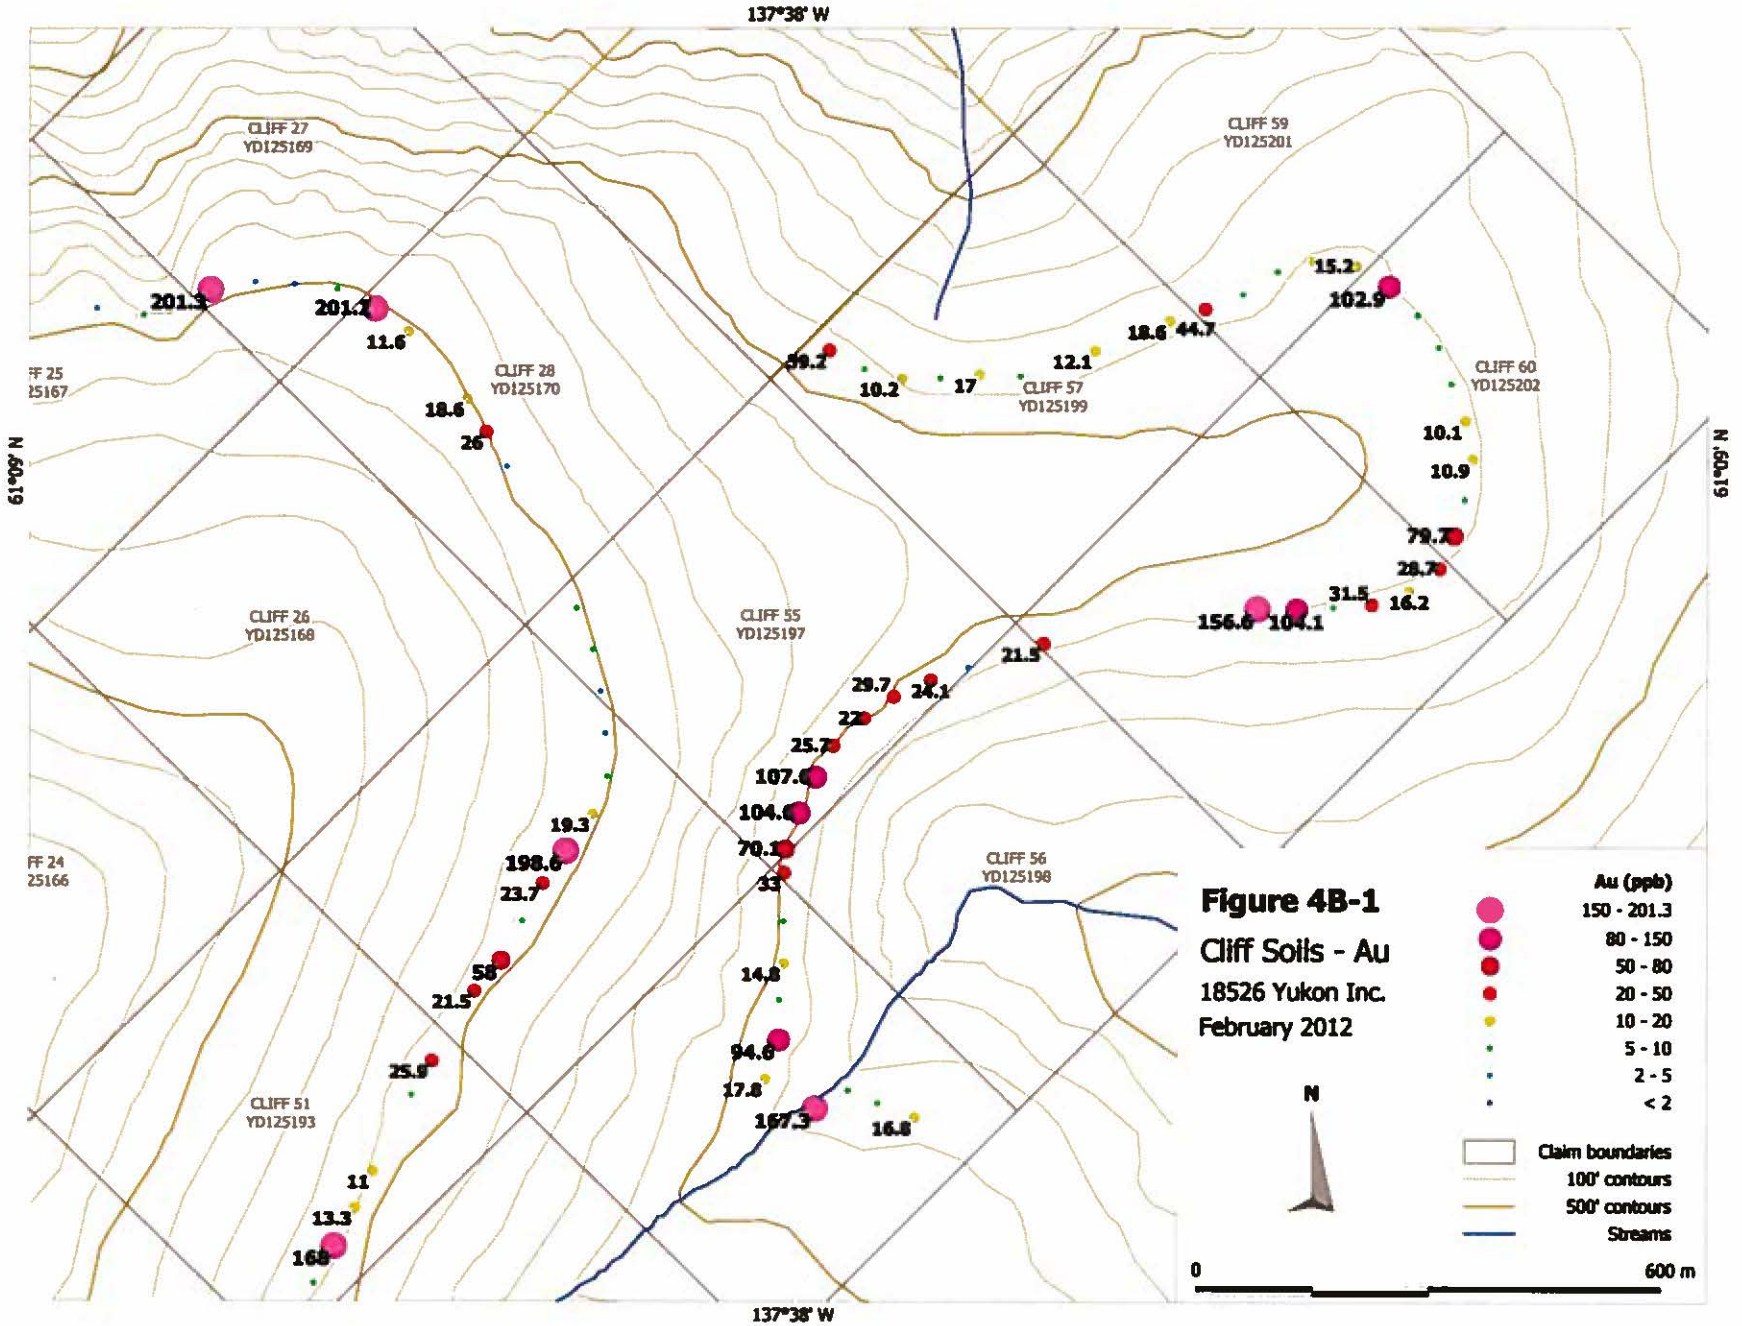 137°38' W
CLIFF 27
YD125169
CLIFF 59
YD125201
201.3
201.2
11.6
15.2
102.9
18.6
44.7
12.1
59.2
10.2
17
CLIFF 57
YD125199
CLIFF 60
YD125202
FF 25
25167
CLIFF 28
YD125170
18.6
26
10.1
10.9
61°09' N
61°09' N
79.7
28.7
31.5
16.2
156.6
104.1
CLIFF 26
YD125168
CLIFF 55
YD125197
21.5
29.7
24.1
22
25.7
107.6
104.6
70.1
33
19.3
198.6
23.7
FF 24
25166
CLIFF 56
YD125198
58
21.5
14.8
25.9
94.6
17.8
167.3
16.8
CLIFF 51
YD125193
11
13.3
168
Figure 4B-1
Cliff Soils - Au
18526 Yukon Inc.
February 2012
N
Au (ppb)
150 - 201.3
80 - 150
50 - 80
20 - 50
10 - 20
5 - 10
2 - 5
< 2
Claim boundaries
100' contours
500' contours
Streams
0
600 m
137°38' W